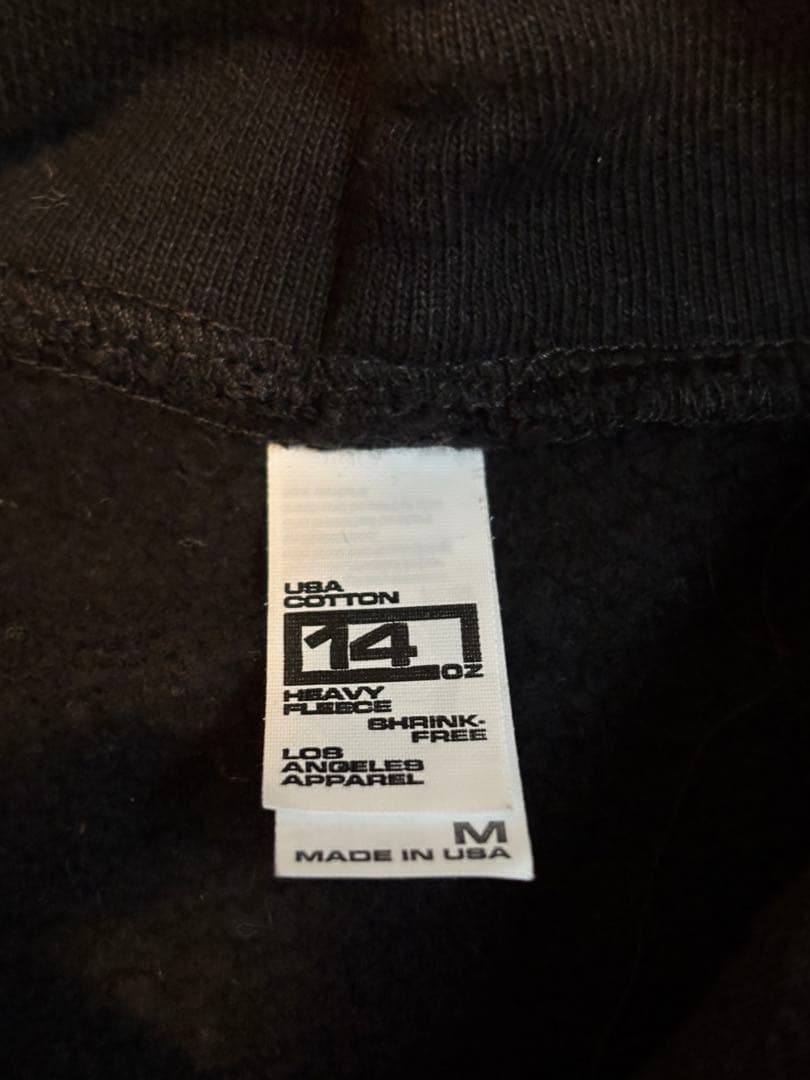 USA
COTTON
14
OZ
HEAVY
FLEECE
SHRINK-
FREE
LOS
ANGELES
APPAREL
M
MADE IN USA